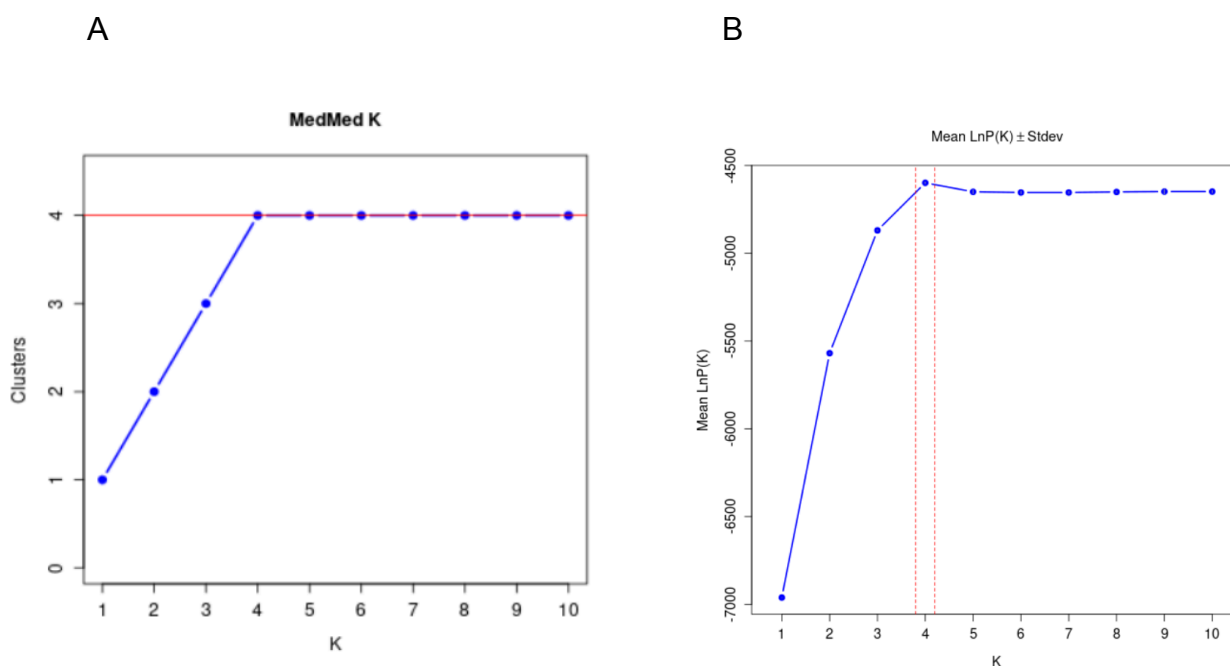 A
B
MedMed K
Clusters
0
1
2
3
4
1 2 3 4 5 6 7 8 9 10
K
Mean LnP(K) ± Stdev
Mean LnP(K)
-4500
-5000
-5500
-6000
-6500
-7000
1 2 3 4 5 6 7 8 9 10
K